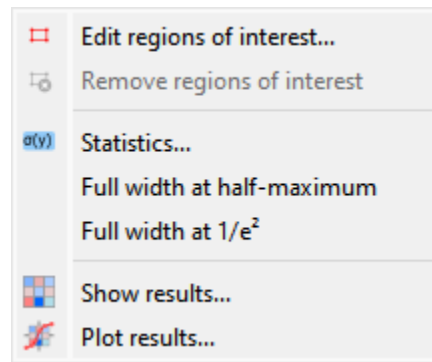 Edit regions of interest...
Remove regions of interest
σ(y) Statistics...
Full width at half-maximum
Full width at 1/e²
Show results...
Plot results...